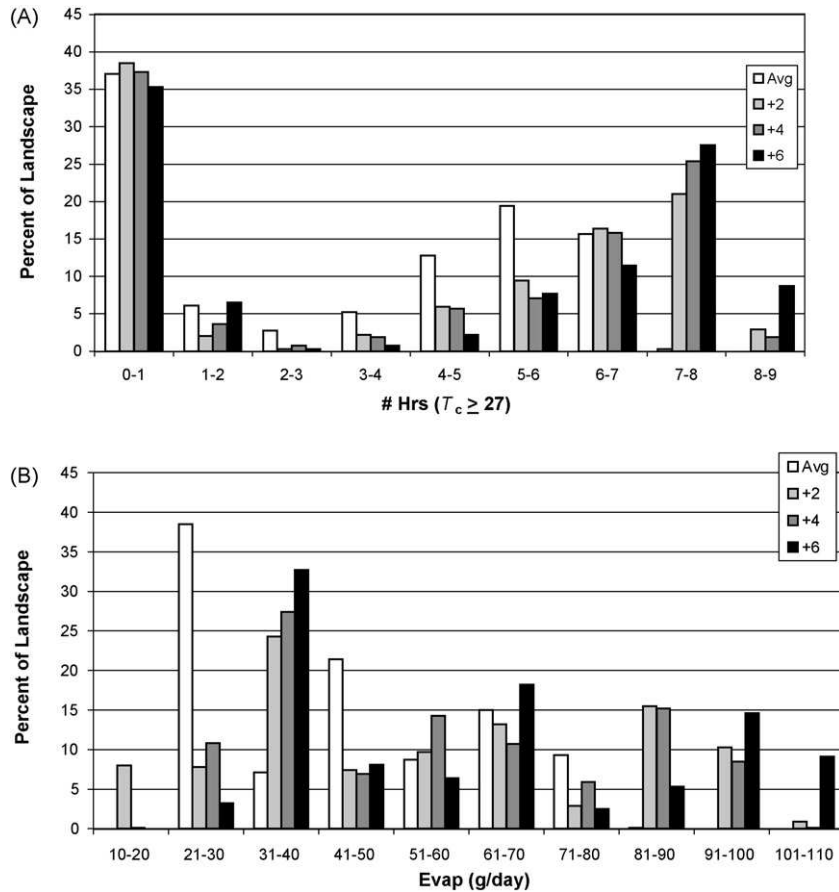 (A)
45
40
35
30
25
20
15
10
5
0
Percent of Landscape
Avg
+2
+4
+6
0-1 1-2 2-3 3-4 4-5 5-6 6-7 7-8 8-9
# Hrs (Tc ≥ 27)
(B)
45
40
35
30
25
20
15
10
5
0
Percent of Landscape
Avg
+2
+4
+6
10-20 21-30 31-40 41-50 51-60 61-70 71-80 81-90 91-100 101-110
Evap (g/day)